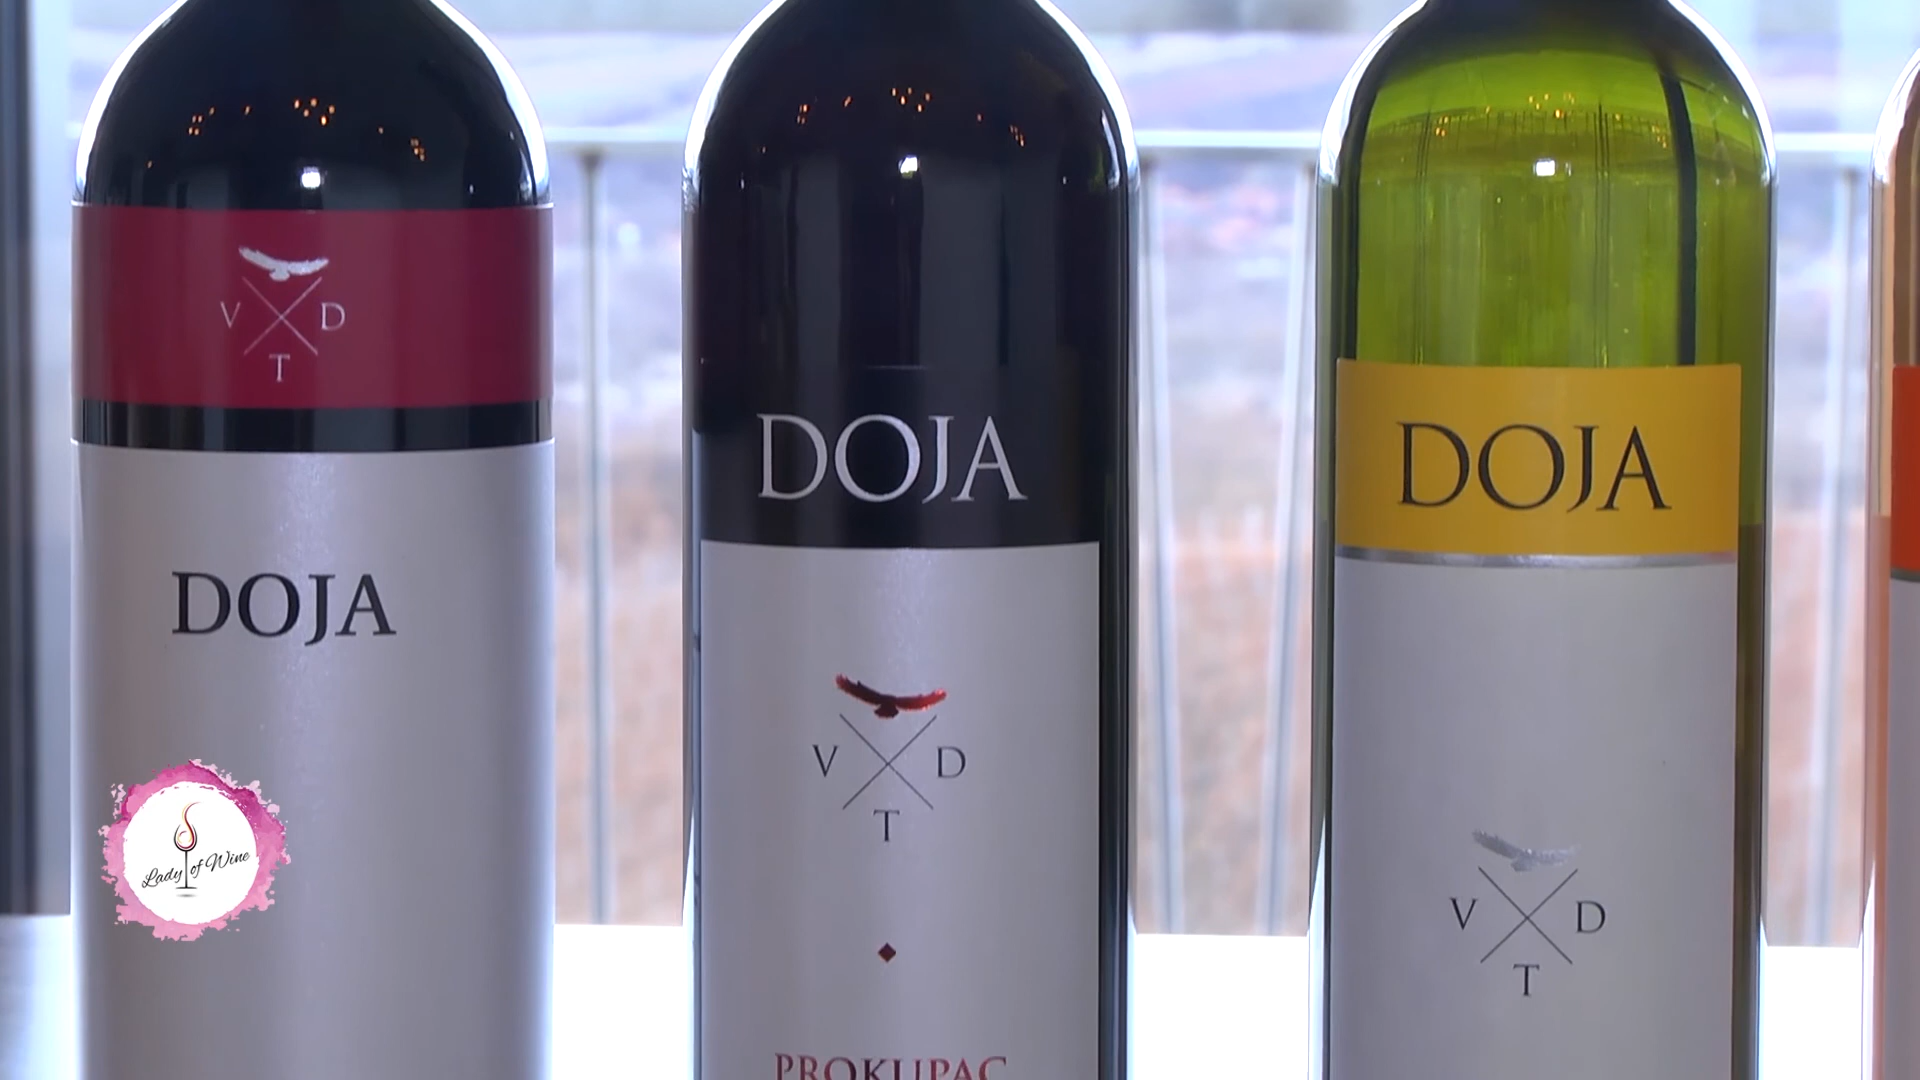 V D
T
DOJA
Lady of Wine
DOJA
V D
T
PROKUPAC
DOJA
V D
T